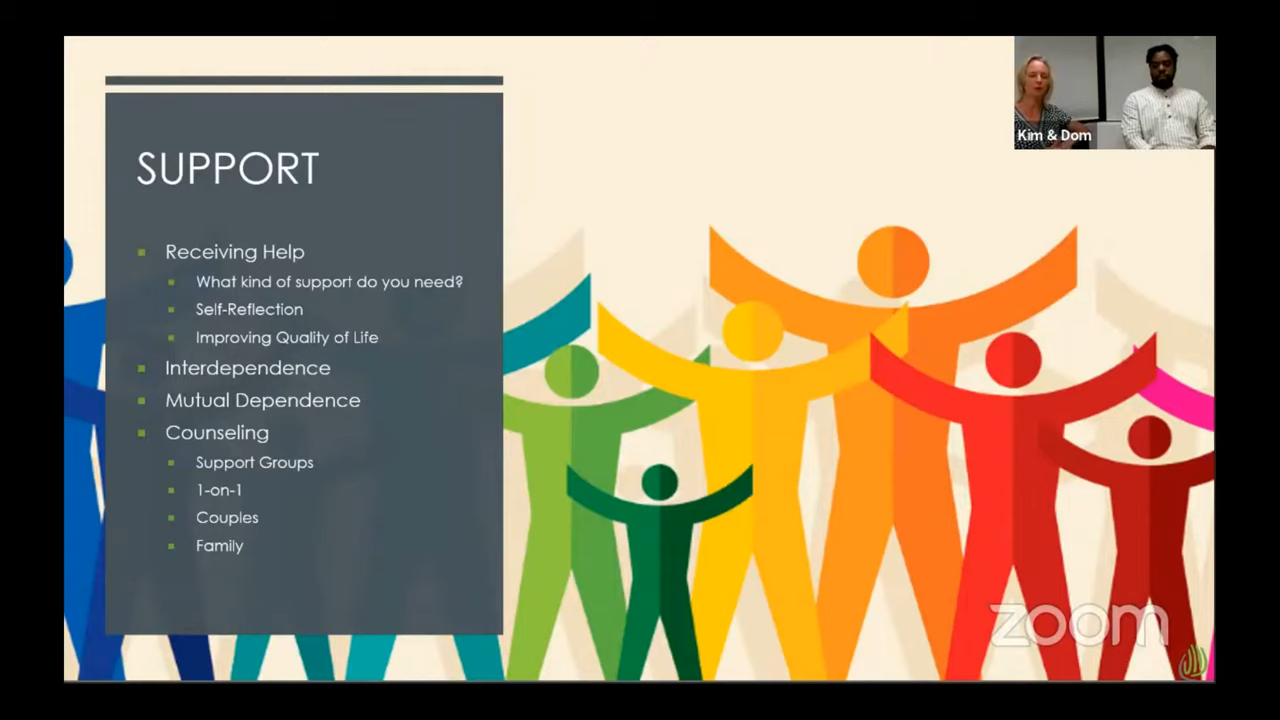 SUPPORT
Receiving Help
What kind of support do you need?
Self-Reflection
Improving Quality of Life
Interdependence
Mutual Dependence
Counseling
Support Groups
1-on-1
Couples
Family
Kim & Dom
zoom